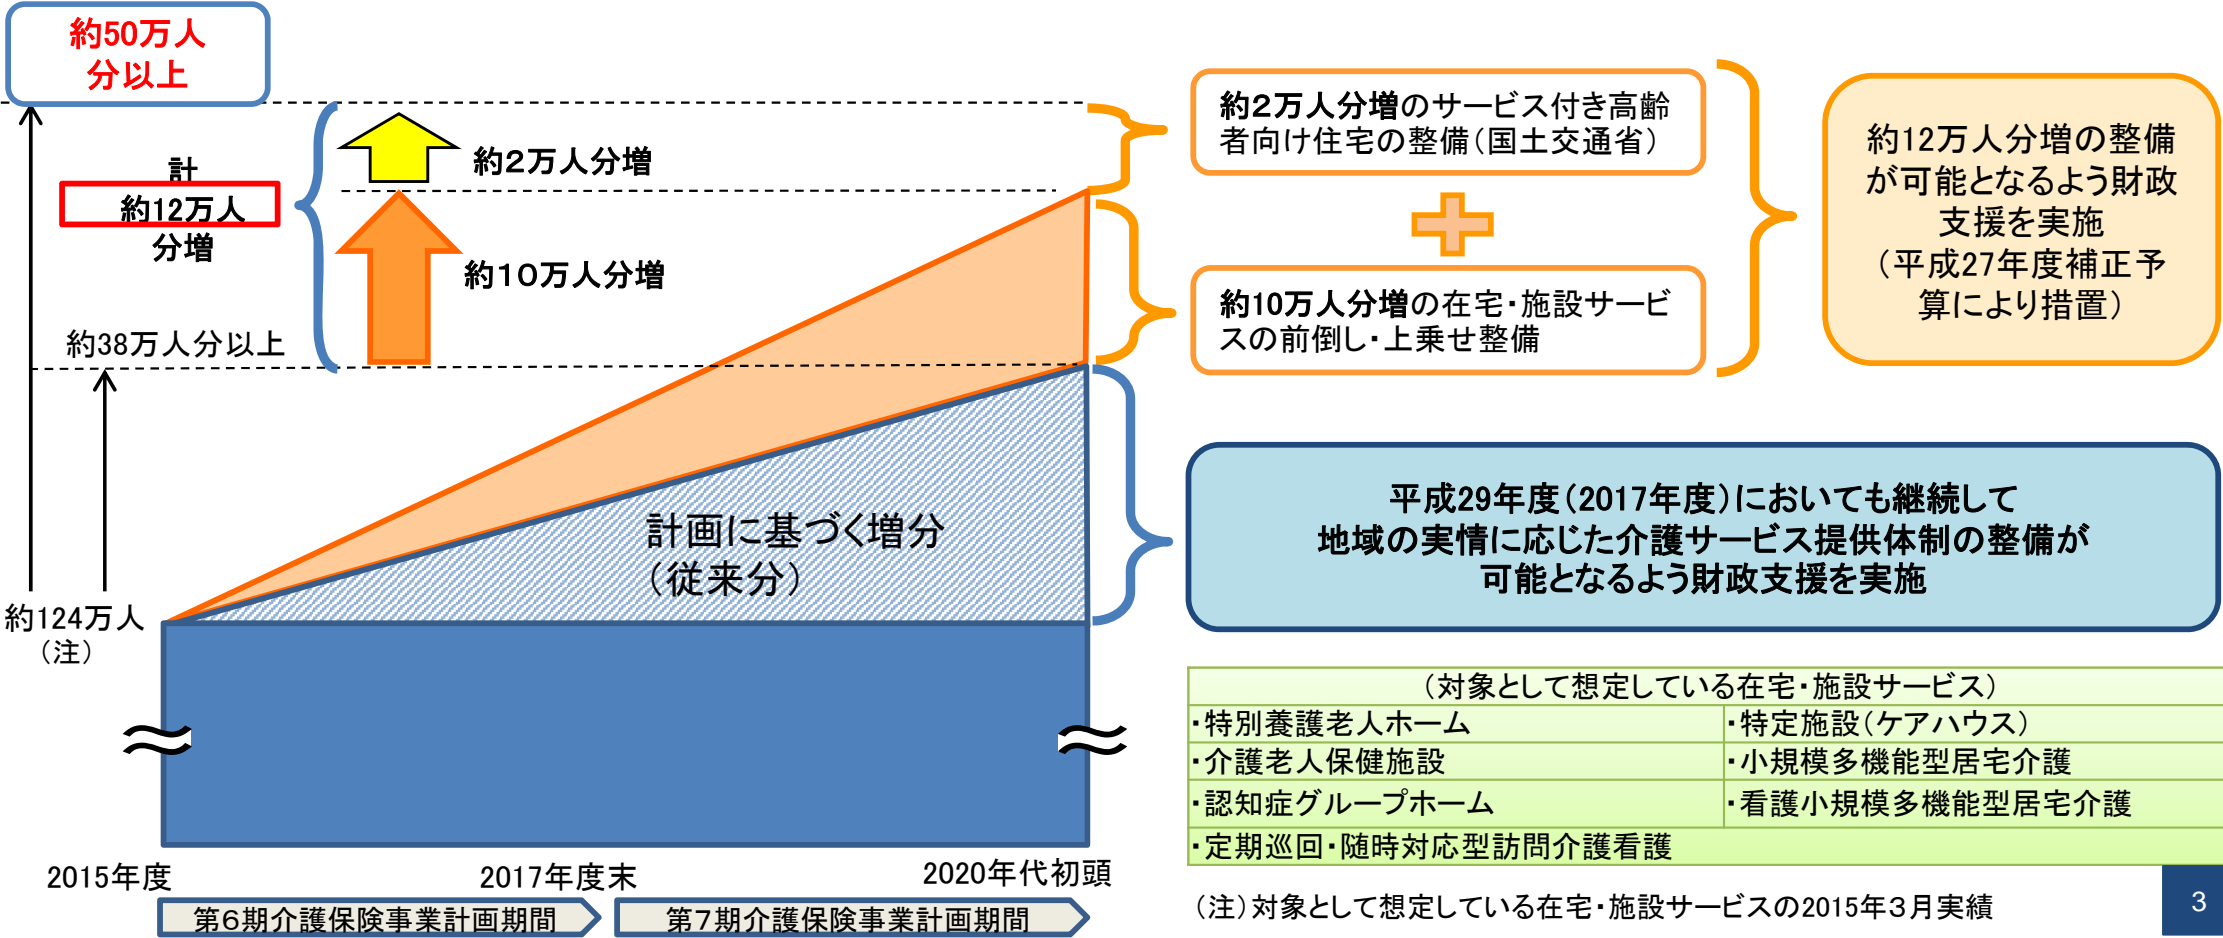 約50万人
分以上
計
約12万人
分増
約2万人分増
約10万人分増
約38万人分以上
計画に基づく増分
（従来分）
約124万人
（注）
2015年度
2017年度末
2020年代初頭
第6期介護保険事業計画期間
第7期介護保険事業計画期間
約2万人分増のサービス付き高齢
者向け住宅の整備（国土交通省）
約10万人分増の在宅・施設サービ
スの前倒し・上乗せ整備
約12万人分増の整備
が可能となるよう財政
支援を実施
（平成27年度補正予
算により措置）
平成29年度（2017年度）においても継続して
地域の実情に応じた介護サービス提供体制の整備が
可能となるよう財政支援を実施
（対象として想定している在宅・施設サービス）
・特別養護老人ホーム
・特定施設（ケアハウス）
・介護老人保健施設
・小規模多機能型居宅介護
・認知症グループホーム
・看護小規模多機能型居宅介護
・定期巡回・随時対応型訪問介護看護
（注）対象として想定している在宅・施設サービスの2015年3月実績
3